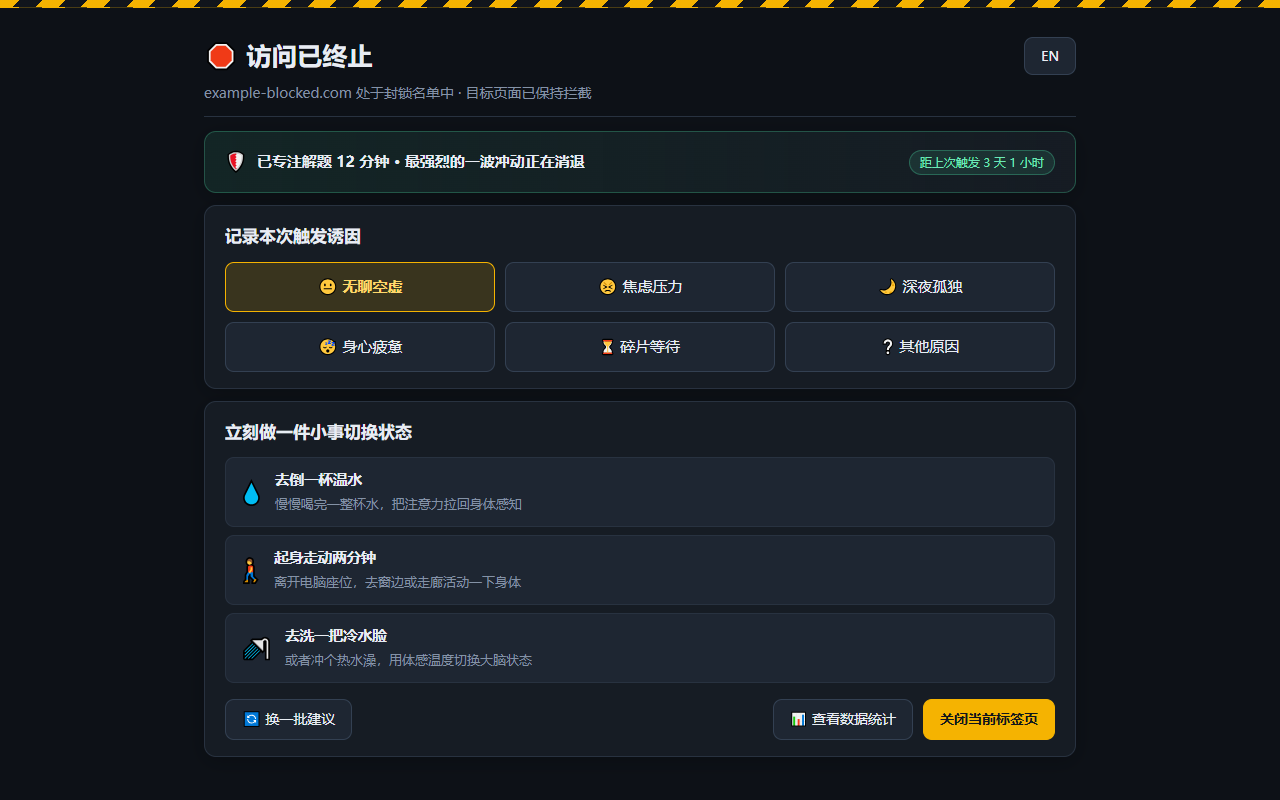 访问已终止
EN
example-blocked.com 处于封锁名单中 · 目标页面已保持拦截
已专注解题 12 分钟 • 最强烈的一波冲动正在消退
距上次触发 3 天 1 小时
记录本次触发诱因
无聊空虚
焦虑压力
深夜孤独
身心疲惫
碎片等待
其他原因
立刻做一件小事切换状态
去倒一杯温水
慢慢喝完一整杯水，把注意力拉回身体感知
起身走动两分钟
离开电脑座位，去窗边或走廊活动一下身体
去洗一把冷水脸
或者冲个热水澡，用体感温度切换大脑状态
换一批建议
查看数据统计
关闭当前标签页